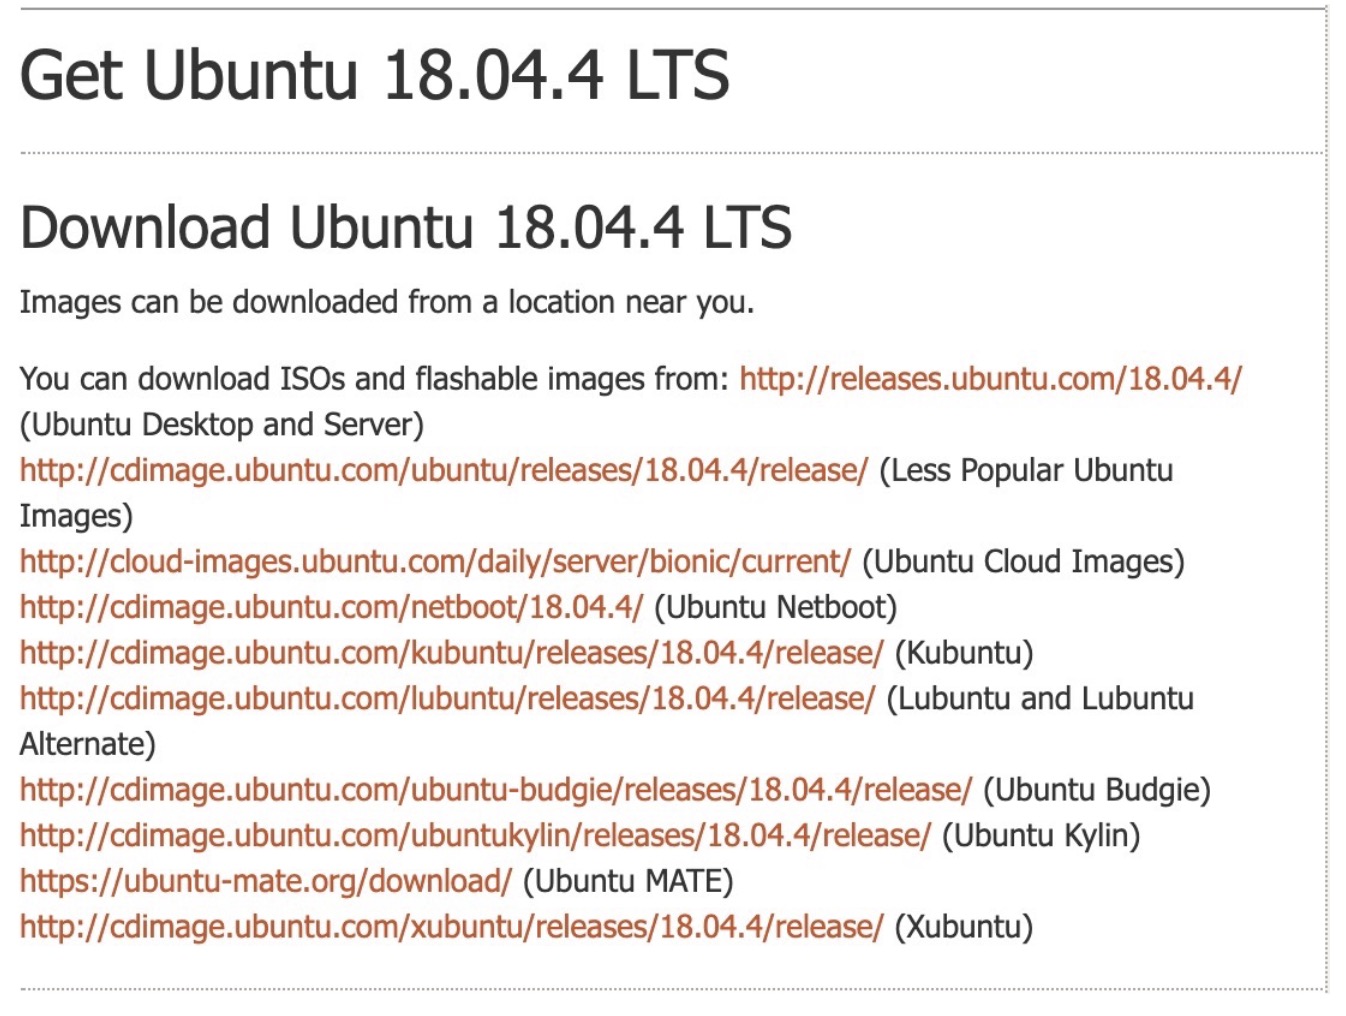 Get Ubuntu 18.04.4 LTS
Download Ubuntu 18.04.4 LTS
Images can be downloaded from a location near you.
You can download ISOs and flashable images from: http://releases.ubuntu.com/18.04.4/
(Ubuntu Desktop and Server)
http://cdimage.ubuntu.com/ubuntu/releases/18.04.4/release/ (Less Popular Ubuntu
Images)
http://cloud-images.ubuntu.com/daily/server/bionic/current/ (Ubuntu Cloud Images)
http://cdimage.ubuntu.com/netboot/18.04.4/ (Ubuntu Netboot)
http://cdimage.ubuntu.com/kubuntu/releases/18.04.4/release/ (Kubuntu)
http://cdimage.ubuntu.com/lubuntu/releases/18.04.4/release/ (Lubuntu and Lubuntu
Alternate)
http://cdimage.ubuntu.com/ubuntu-budgie/releases/18.04.4/release/ (Ubuntu Budgie)
http://cdimage.ubuntu.com/ubuntukylin/releases/18.04.4/release/ (Ubuntu Kylin)
https://ubuntu-mate.org/download/ (Ubuntu MATE)
http://cdimage.ubuntu.com/xubuntu/releases/18.04.4/release/ (Xubuntu)